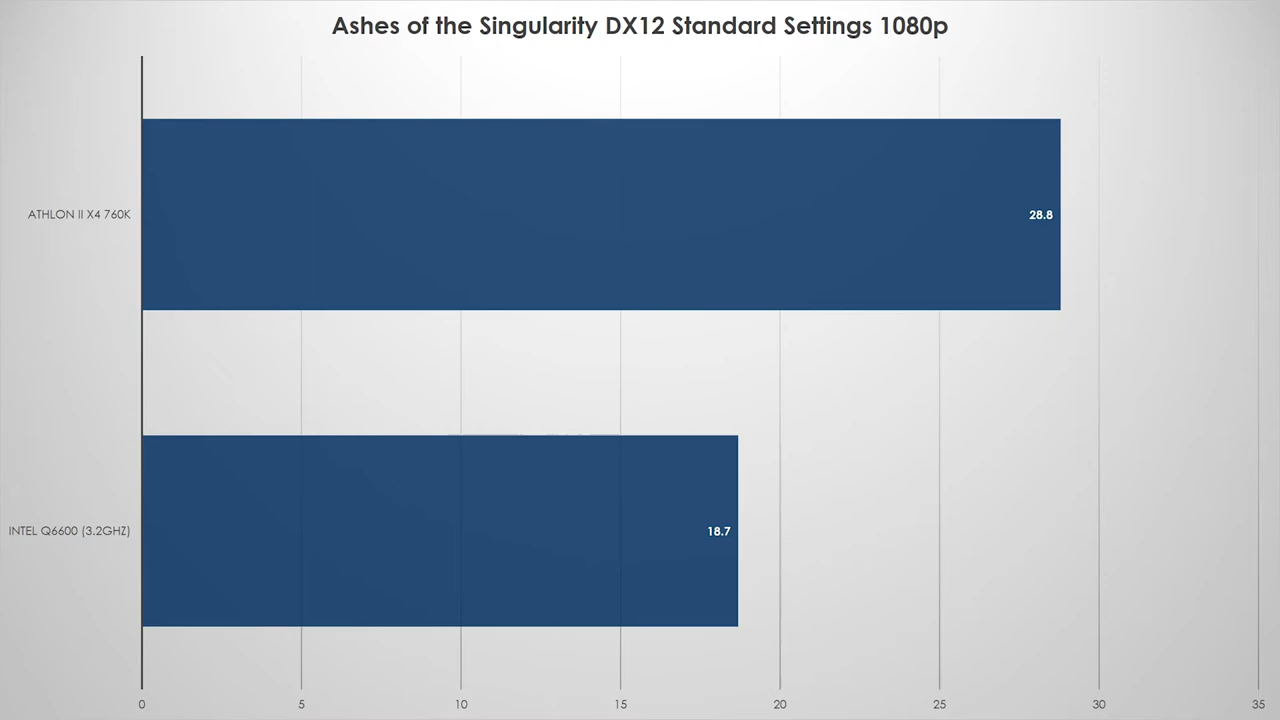 Ashes of the Singularity DX12 Standard Settings 1080p
ATHLON II X4 760K
28.8
INTEL Q6600 (3.2GHZ)
18.7
0 5 10 15 20 25 30 35